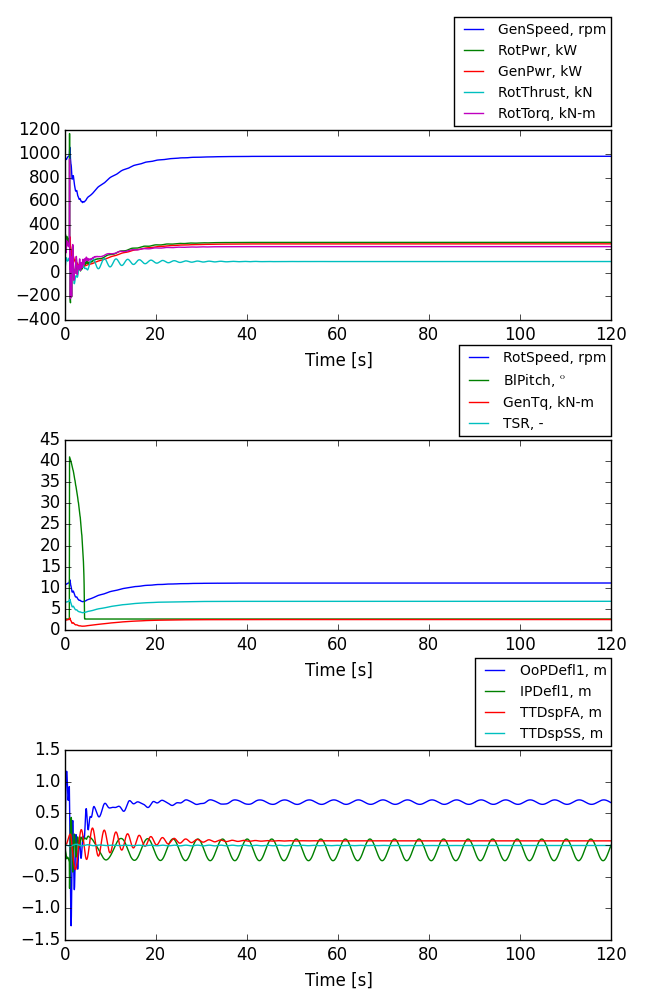 GenSpeed, rpm
RotPwr, kW
GenPwr, kW
RotThrust, kN
RotTorq, kN-m
1200
1000
800
600
400
200
0
−200
−400
0 20 40 60 80 100 120
Time [s]
RotSpeed, rpm
BlPitch, °
GenTq, kN-m
TSR, -
45
40
35
30
25
20
15
10
5
0
0 20 40 60 80 100 120
Time [s]
OoPDefl1, m
IPDefl1, m
TTDspFA, m
TTDspSS, m
1.5
1.0
0.5
0.0
−0.5
−1.0
−1.5
0 20 40 60 80 100 120
Time [s]